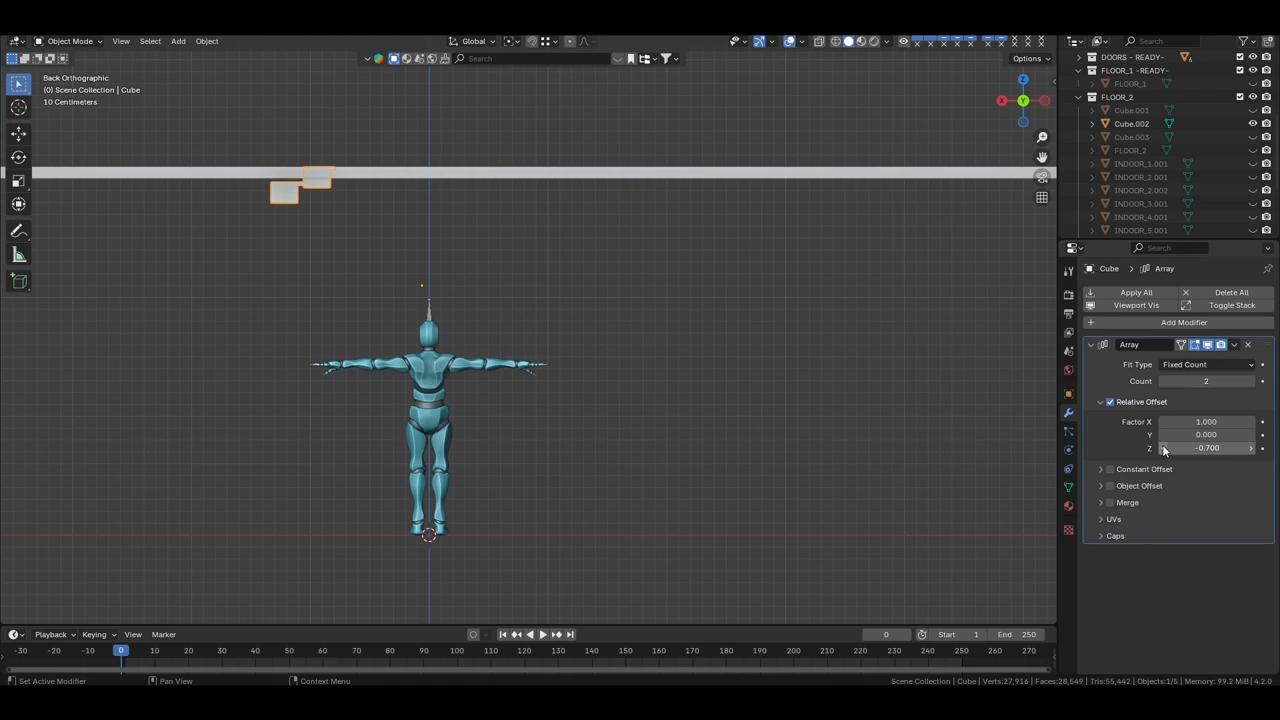 Object Mode View Select Add Object Global Search
Search Options
Back Orthographic
(0) Scene Collection | Cube
10 Centimeters
Z
X
Y
DOORS - READY- 6
FLOOR_1 -READY-
FLOOR_1
FLOOR_2
Cube.001
Cube.002
Cube.003
FLOOR_2
INDOOR_1.001
INDOOR_2.001
INDOOR_2.002
INDOOR_3.001
INDOOR_4.001
INDOOR_5.001
Search
Cube Array
Apply All Delete All
Viewport Vis Toggle Stack
Add Modifier
Array
Fit Type Fixed Count
Count 2
Relative Offset
Factor X 1.000
Y 0.000
Z -0.700
Constant Offset
Object Offset
Merge
UVs
Caps
Playback Keying View Marker 0 Start 1 End 250
-30 -20 -10 0 10 20 30 40 50 60 70 80 90 100 110 120 130 140 150 160 170 180 190 200 210 220 230 240 250 260 270
Set Active Modifier Pan View Context Menu Scene Collection | Cube | Verts:27,916 | Faces:28,549 | Tris:55,442 | Objects:1/5 | Memory: 99.2 MiB | 4.2.0